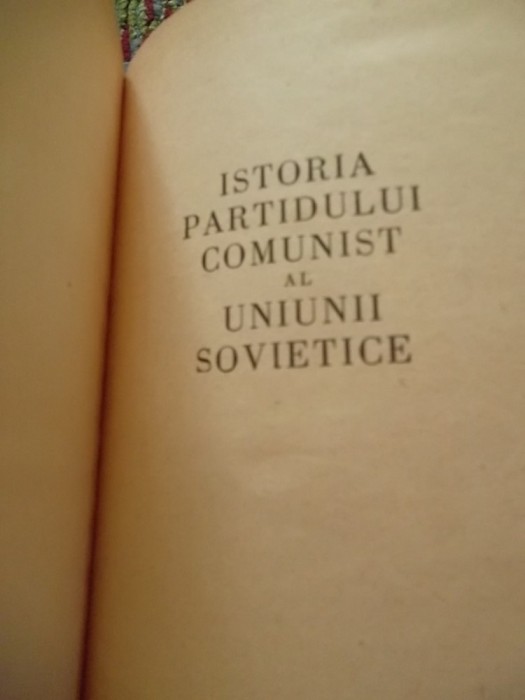 ISTORIA
PARTIDULUI
COMUNIST
AL
UNIUNII
SOVIETICE